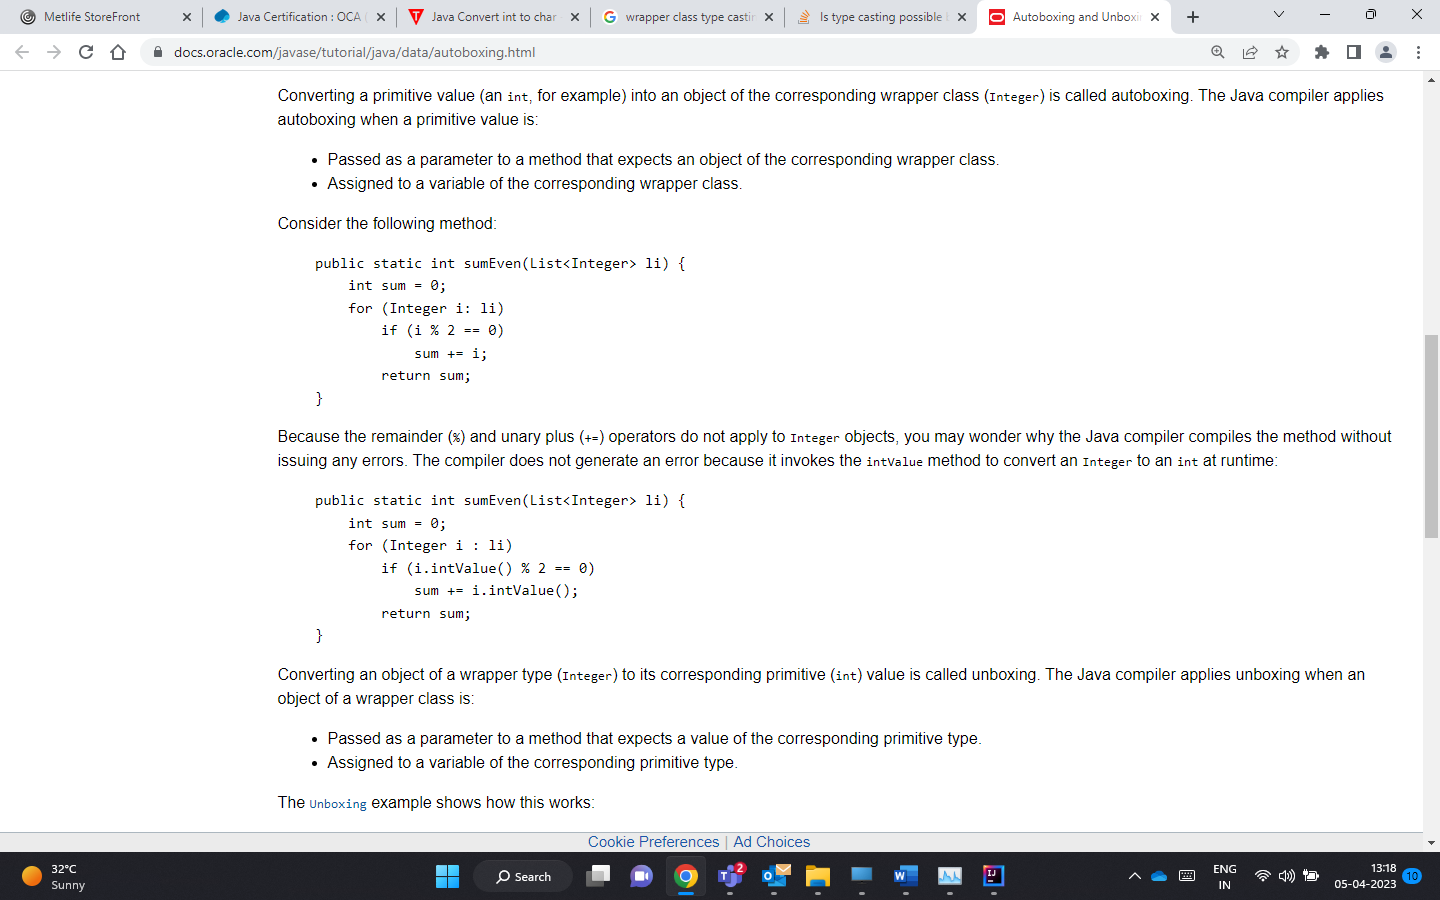 Metlife StoreFront
Java Certification : OCA
Java Convert int to char
wrapper class type castin
Is type casting possible
Autoboxing and Unboxi
docs.oracle.com/javase/tutorial/java/data/autoboxing.html
Converting a primitive value (an int, for example) into an object of the corresponding wrapper class (Integer) is called autoboxing. The Java compiler applies
autoboxing when a primitive value is:
• Passed as a parameter to a method that expects an object of the corresponding wrapper class.
• Assigned to a variable of the corresponding wrapper class.
Consider the following method:
public static int sumEven(List<Integer> li) {
    int sum = 0;
    for (Integer i: li)
        if (i % 2 == 0)
            sum += i;
        return sum;
}
Because the remainder (%) and unary plus (+=) operators do not apply to Integer objects, you may wonder why the Java compiler compiles the method without
issuing any errors. The compiler does not generate an error because it invokes the intValue method to convert an Integer to an int at runtime:
public static int sumEven(List<Integer> li) {
    int sum = 0;
    for (Integer i : li)
        if (i.intValue() % 2 == 0)
            sum += i.intValue();
        return sum;
}
Converting an object of a wrapper type (Integer) to its corresponding primitive (int) value is called unboxing. The Java compiler applies unboxing when an
object of a wrapper class is:
• Passed as a parameter to a method that expects a value of the corresponding primitive type.
• Assigned to a variable of the corresponding primitive type.
The Unboxing example shows how this works:
Cookie Preferences | Ad Choices
32°C
Sunny
Search
2
ENG
IN
13:18
05-04-2023
10